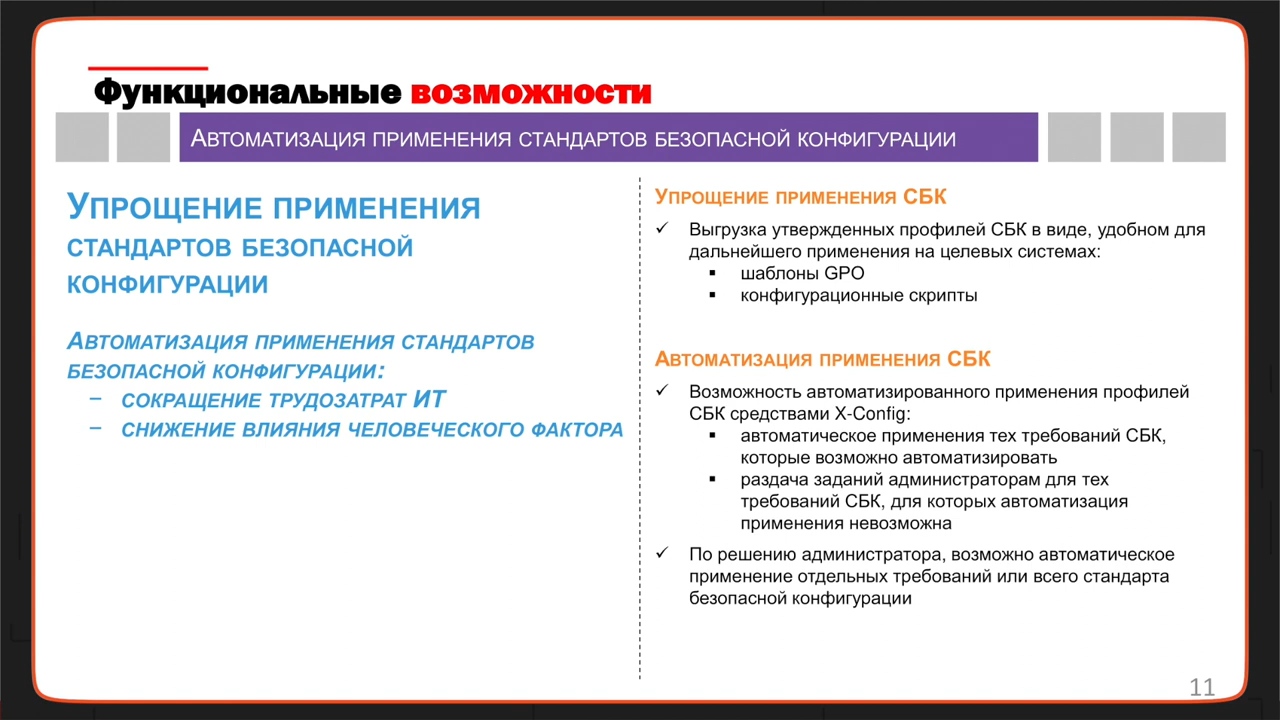 Функциональные возможности
Автоматизация применения стандартов безопасной конфигурации
Упрощение применения
стандартов безопасной
конфигурации
Автоматизация применения стандартов
безопасной конфигурации:
− сокращение трудозатрат ИТ
− снижение влияния человеческого фактора
Упрощение применения СБК
✓ Выгрузка утвержденных профилей СБК в виде, удобном для
дальнейшего применения на целевых системах:
▪ шаблоны GPO
▪ конфигурационные скрипты
Автоматизация применения СБК
✓ Возможность автоматизированного применения профилей
СБК средствами X-Config:
▪ автоматическое применения тех требований СБК,
которые возможно автоматизировать
▪ раздача заданий администраторам для тех
требований СБК, для которых автоматизация
применения невозможна
✓ По решению администратора, возможно автоматическое
применение отдельных требований или всего стандарта
безопасной конфигурации
11